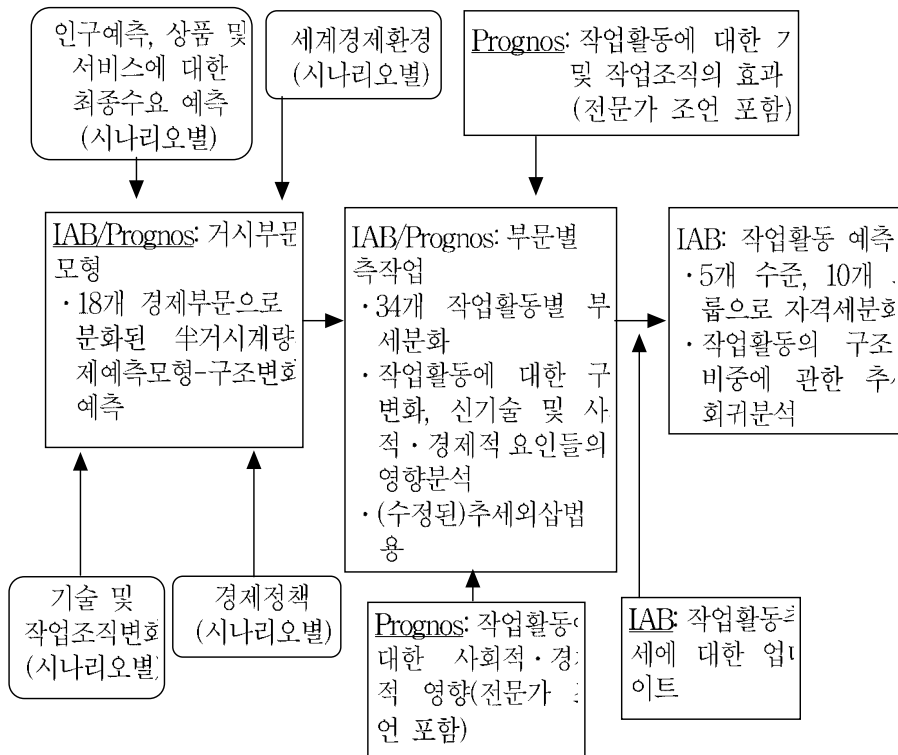 인구예측, 상품 및
서비스에 대한
최종수요 예측
(시나리오별)
세계경제환경
(시나리오별)
Prognos: 작업활동에 대한
및 작업조직의 효과
(전문가 조언 포함)
IAB/Prognos: 거시부문
모형
· 18개 경제부문으로
분화된 半거시계량
제예측모형-구조변화
예측
IAB/Prognos: 부문별
측작업
· 34개 작업활동별 부
세분화
· 작업활동에 대한 구
변화, 신기술 및 사
적·경제적 요인들의
영향분석
· (수정된)추세외삽법
용
IAB: 작업활동 예측
· 5개 수준, 10개
룹으로 자격세분화
· 작업활동의 구조
비중에 관한
회귀분석
기술 및
작업조직변화
(시나리오별)
경제정책
(시나리오별)
Prognos: 작업활동
대한 사회적·경
적 영향(전문가
언 포함)
IAB: 작업활동추
세에 대한 업데
이트